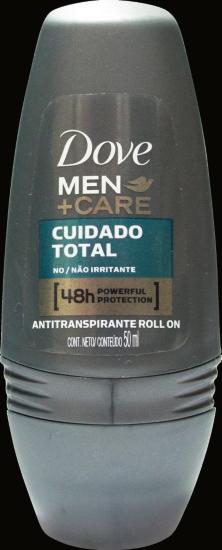 Dove
MEN
+CARE
CUIDADO
TOTAL
NO / NÃO IRRITANTE
[48h POWERFUL PROTECTION]
ANTITRANSPIRANTE ROLL ON
CONT. NETO/ CONTEÚDO 50 ml